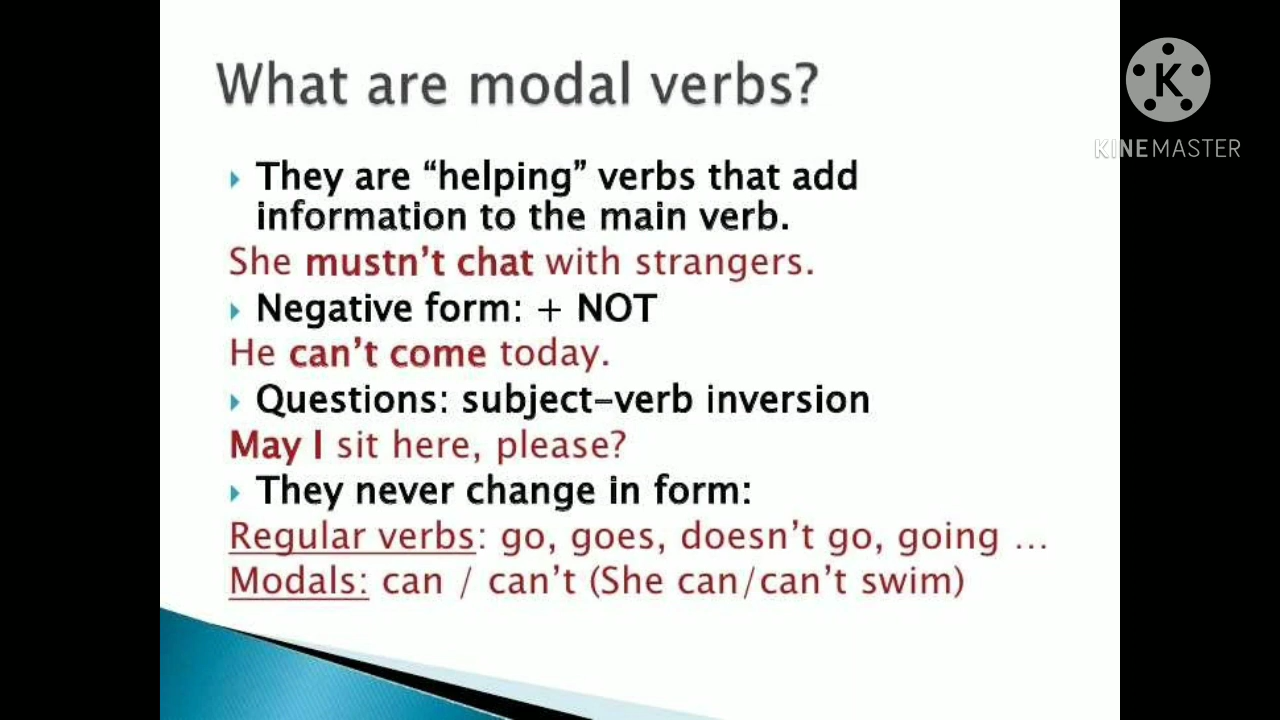 What are modal verbs?
They are “helping” verbs that add
information to the main verb.
She mustn’t chat with strangers.
Negative form: + NOT
He can’t come today.
Questions: subject-verb inversion
May I sit here, please?
They never change in form:
Regular verbs: go, goes, doesn’t go, going …
Modals: can / can’t (She can/can’t swim)
K
KINEMASTER